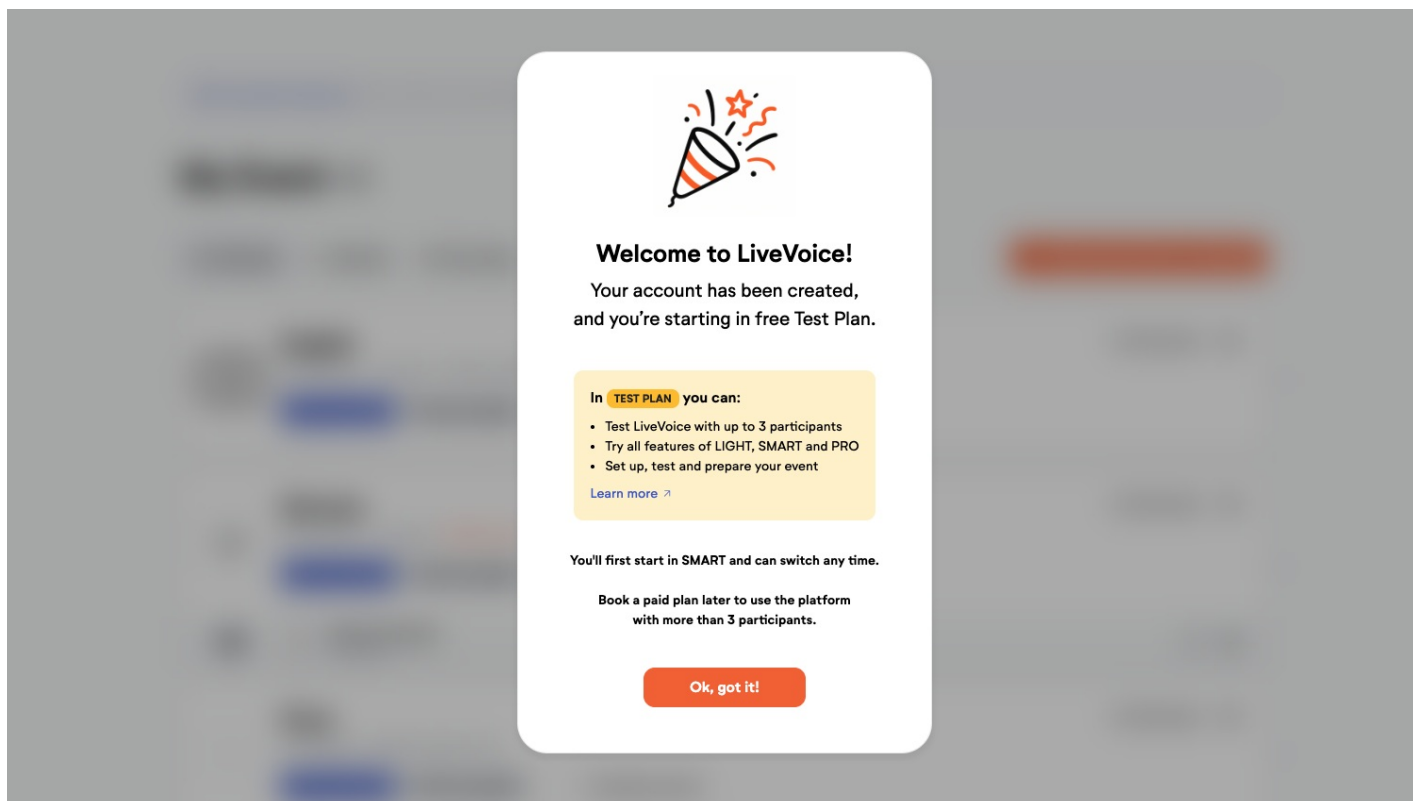 Welcome to LiveVoice!
Your account has been created,
and you're starting in free Test Plan.
In TEST PLAN you can:
• Test LiveVoice with up to 3 participants
• Try all features of LIGHT, SMART and PRO
• Set up, test and prepare your event
Learn more ↗
You'll first start in SMART and can switch any time.
Book a paid plan later to use the platform
with more than 3 participants.
Ok, got it!